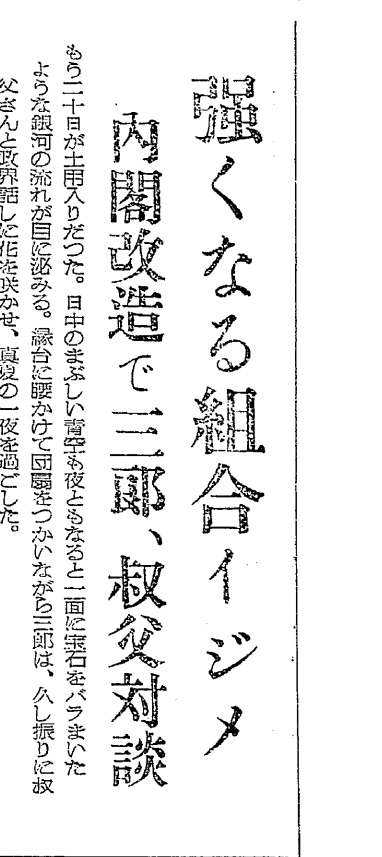 強くなる組合イジメ
内閣改造で三郎、叔父対談
もう二十日が土用入りだつた。日中のまぶしい青空も夜ともなると一面に宝石をバラまいた
ような銀河の流れが目に泌みる。縁台に腰かけて団扇をつかいながら三郎は、久し振りに叔
父さんと政界話しに花を咲かせ、真夏の一夜を過ごした。